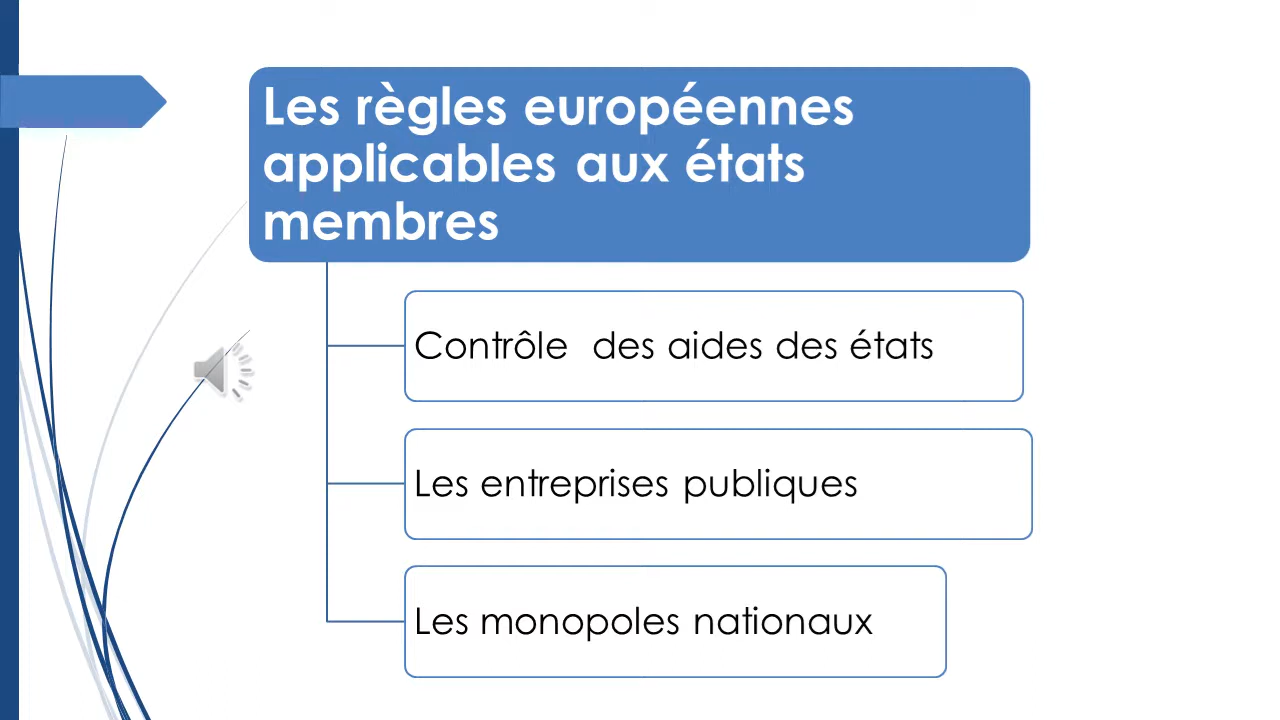 Les règles européennes
applicables aux états
membres
Contrôle  des aides des états
Les entreprises publiques
Les monopoles nationaux